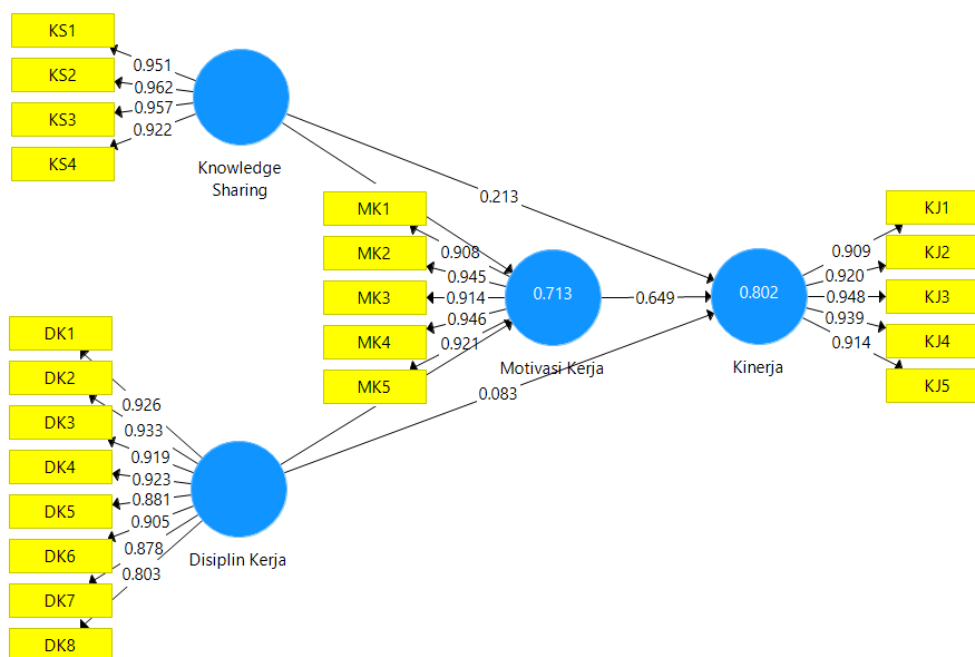 KS1
KS2
KS3
KS4
0.951
0.962
0.957
0.922
Knowledge
Sharing
0.213
MK1
MK2
MK3
MK4
MK5
0.908
0.945
0.914
0.946
0.921
0.713
Motivasi Kerja
0.649
0.802
Kinerja
0.083
KJ1
KJ2
KJ3
KJ4
KJ5
0.909
0.920
0.948
0.939
0.914
DK1
DK2
DK3
DK4
DK5
DK6
DK7
DK8
0.926
0.933
0.919
0.923
0.881
0.905
0.878
0.803
Disiplin Kerja